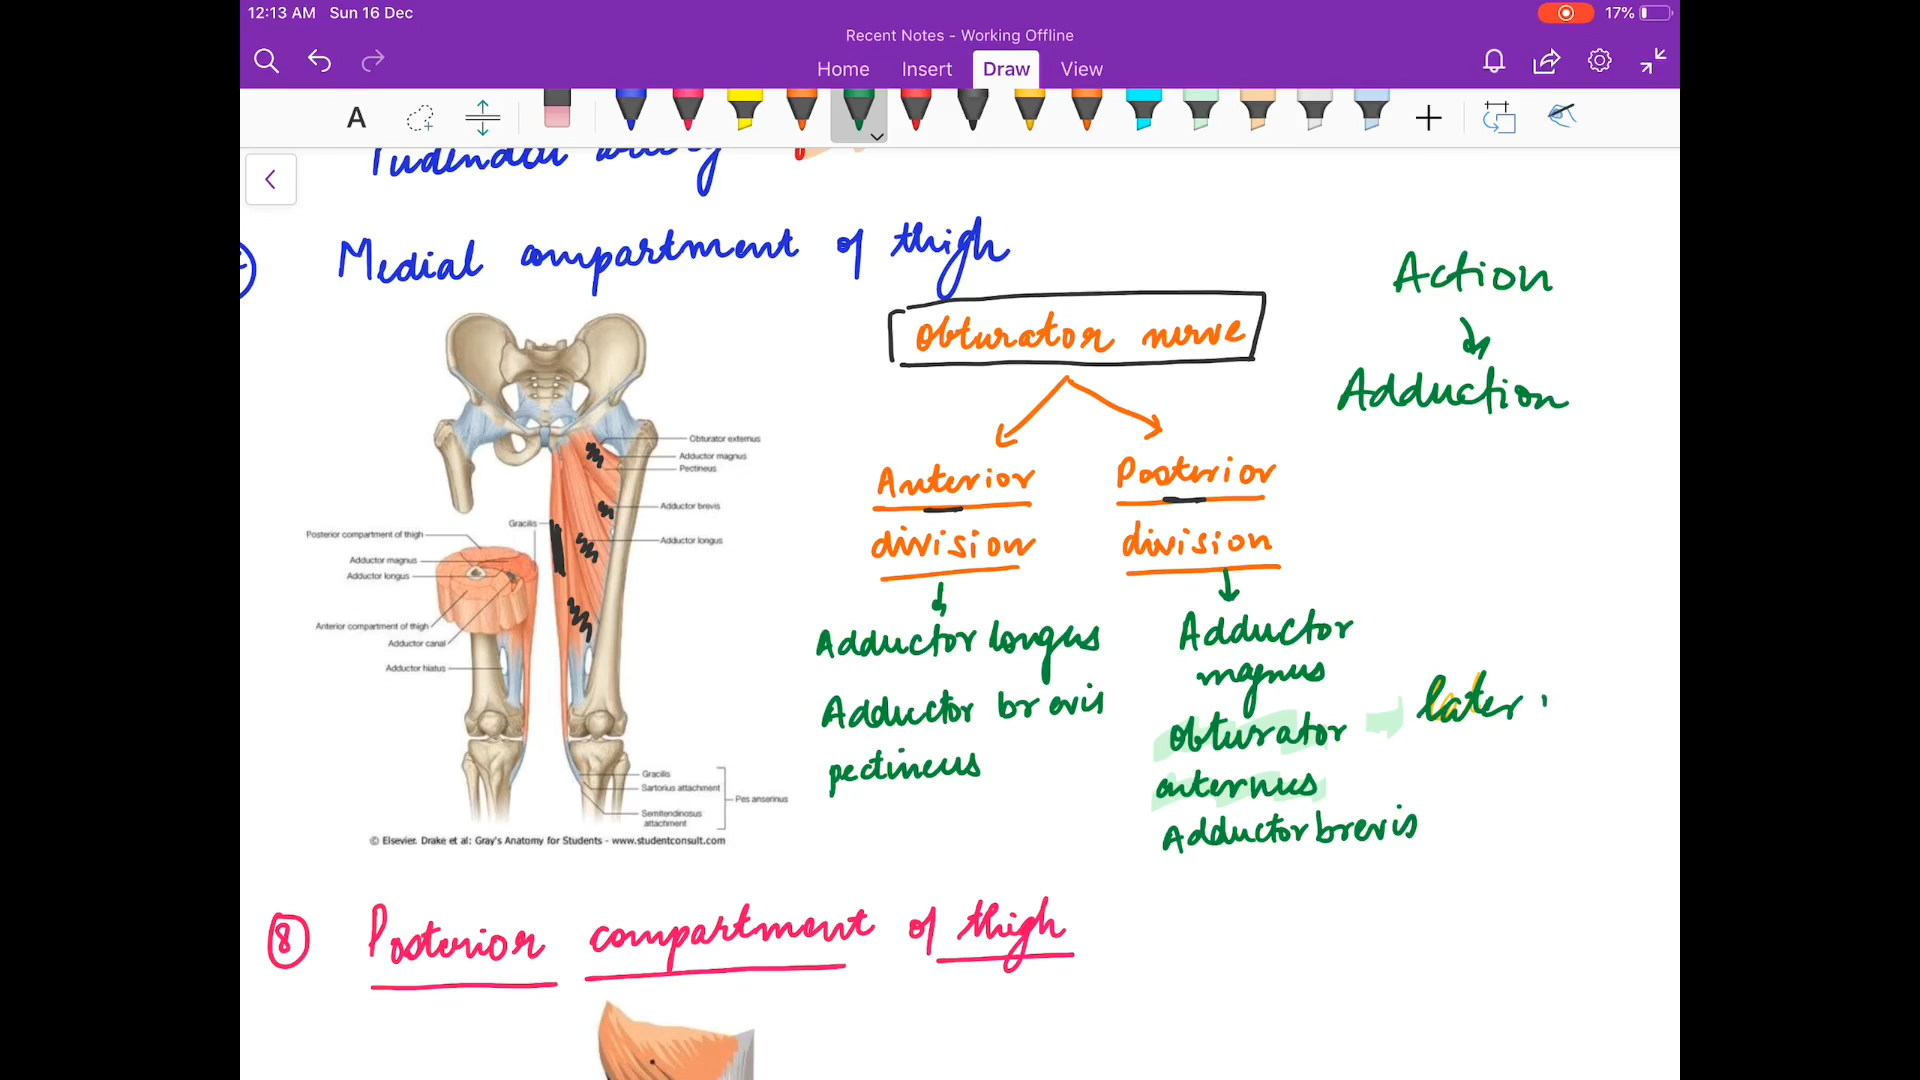 12:13 AM Sun 16 Dec
17%
Recent Notes - Working Offline
Home Insert Draw View
A
Pudendal artery
Medial compartment of thigh
Action
Adduction
Obturator nerve
Anterior
division
Posterior
division
Adductor longus
Adductor brevis
pectineus
Adductor
magnus
Obturator
externus
Adductor brevis
later
Obturator externus
Adductor magnus
Pectineus
Adductor brevis
Gracilis
Adductor longus
Posterior compartment of thigh
Adductor magnus
Adductor longus
Anterior compartment of thigh
Adductor canal
Adductor hiatus
Gracilis
Sartorius attachment
Semitendinosus
attachment
Pes anserinus
© Elsevier. Drake et al: Gray's Anatomy for Students - www.studentconsult.com
8 Posterior compartment of thigh